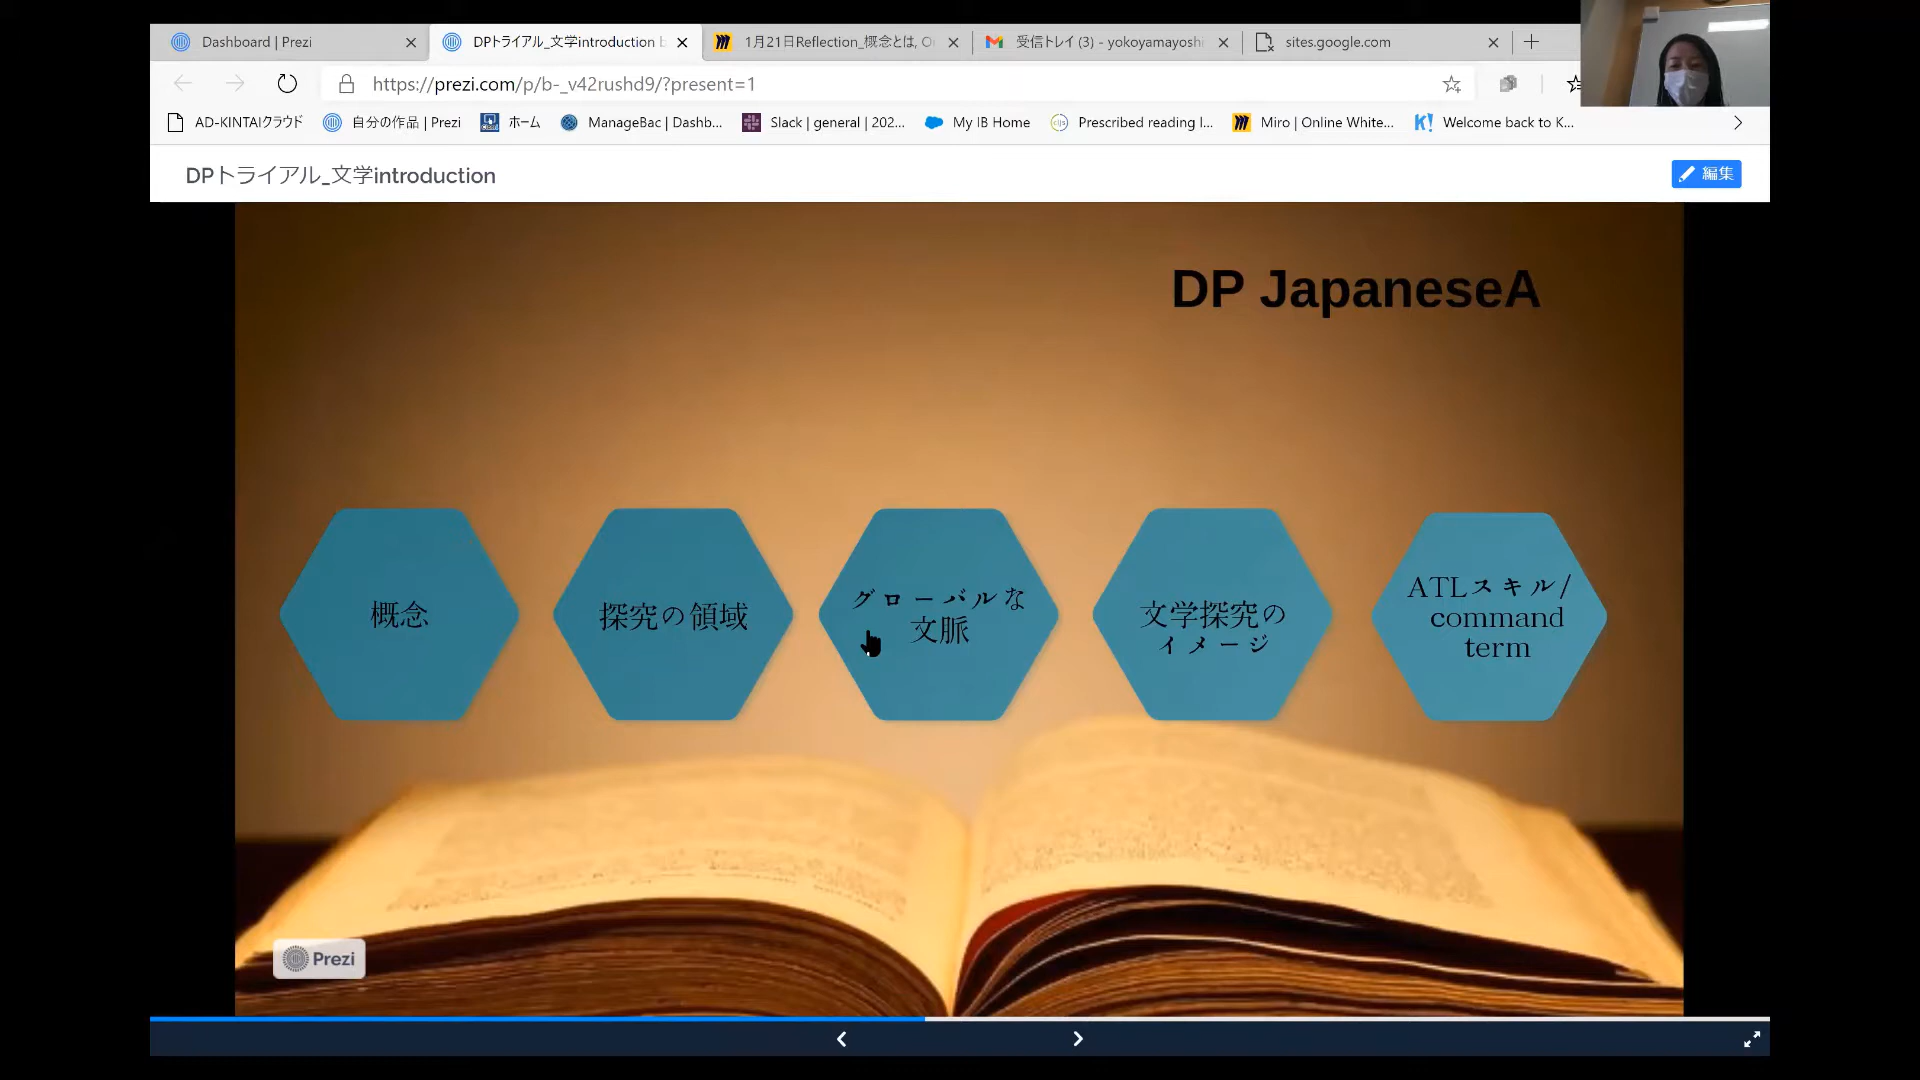 Dashboard | Prezi
DPトライアル_文学introduction b
1月21日Reflection_概念とは, O
受信トレイ (3) - yokoyamayoshi
sites.google.com
https://prezi.com/p/b-_v42rushd9/?present=1
AD-KINTAIクラウド
自分の作品 | Prezi
ホーム
ManageBac | Dashb...
Slack | general | 202...
My IB Home
Prescribed reading l...
Miro | Online White...
Welcome back to K...
DPトライアル_文学introduction
編集
DP JapaneseA
概念
探究の領域
グローバルな
文脈
文学探究の
イメージ
ATLスキル/
command
term
Prezi